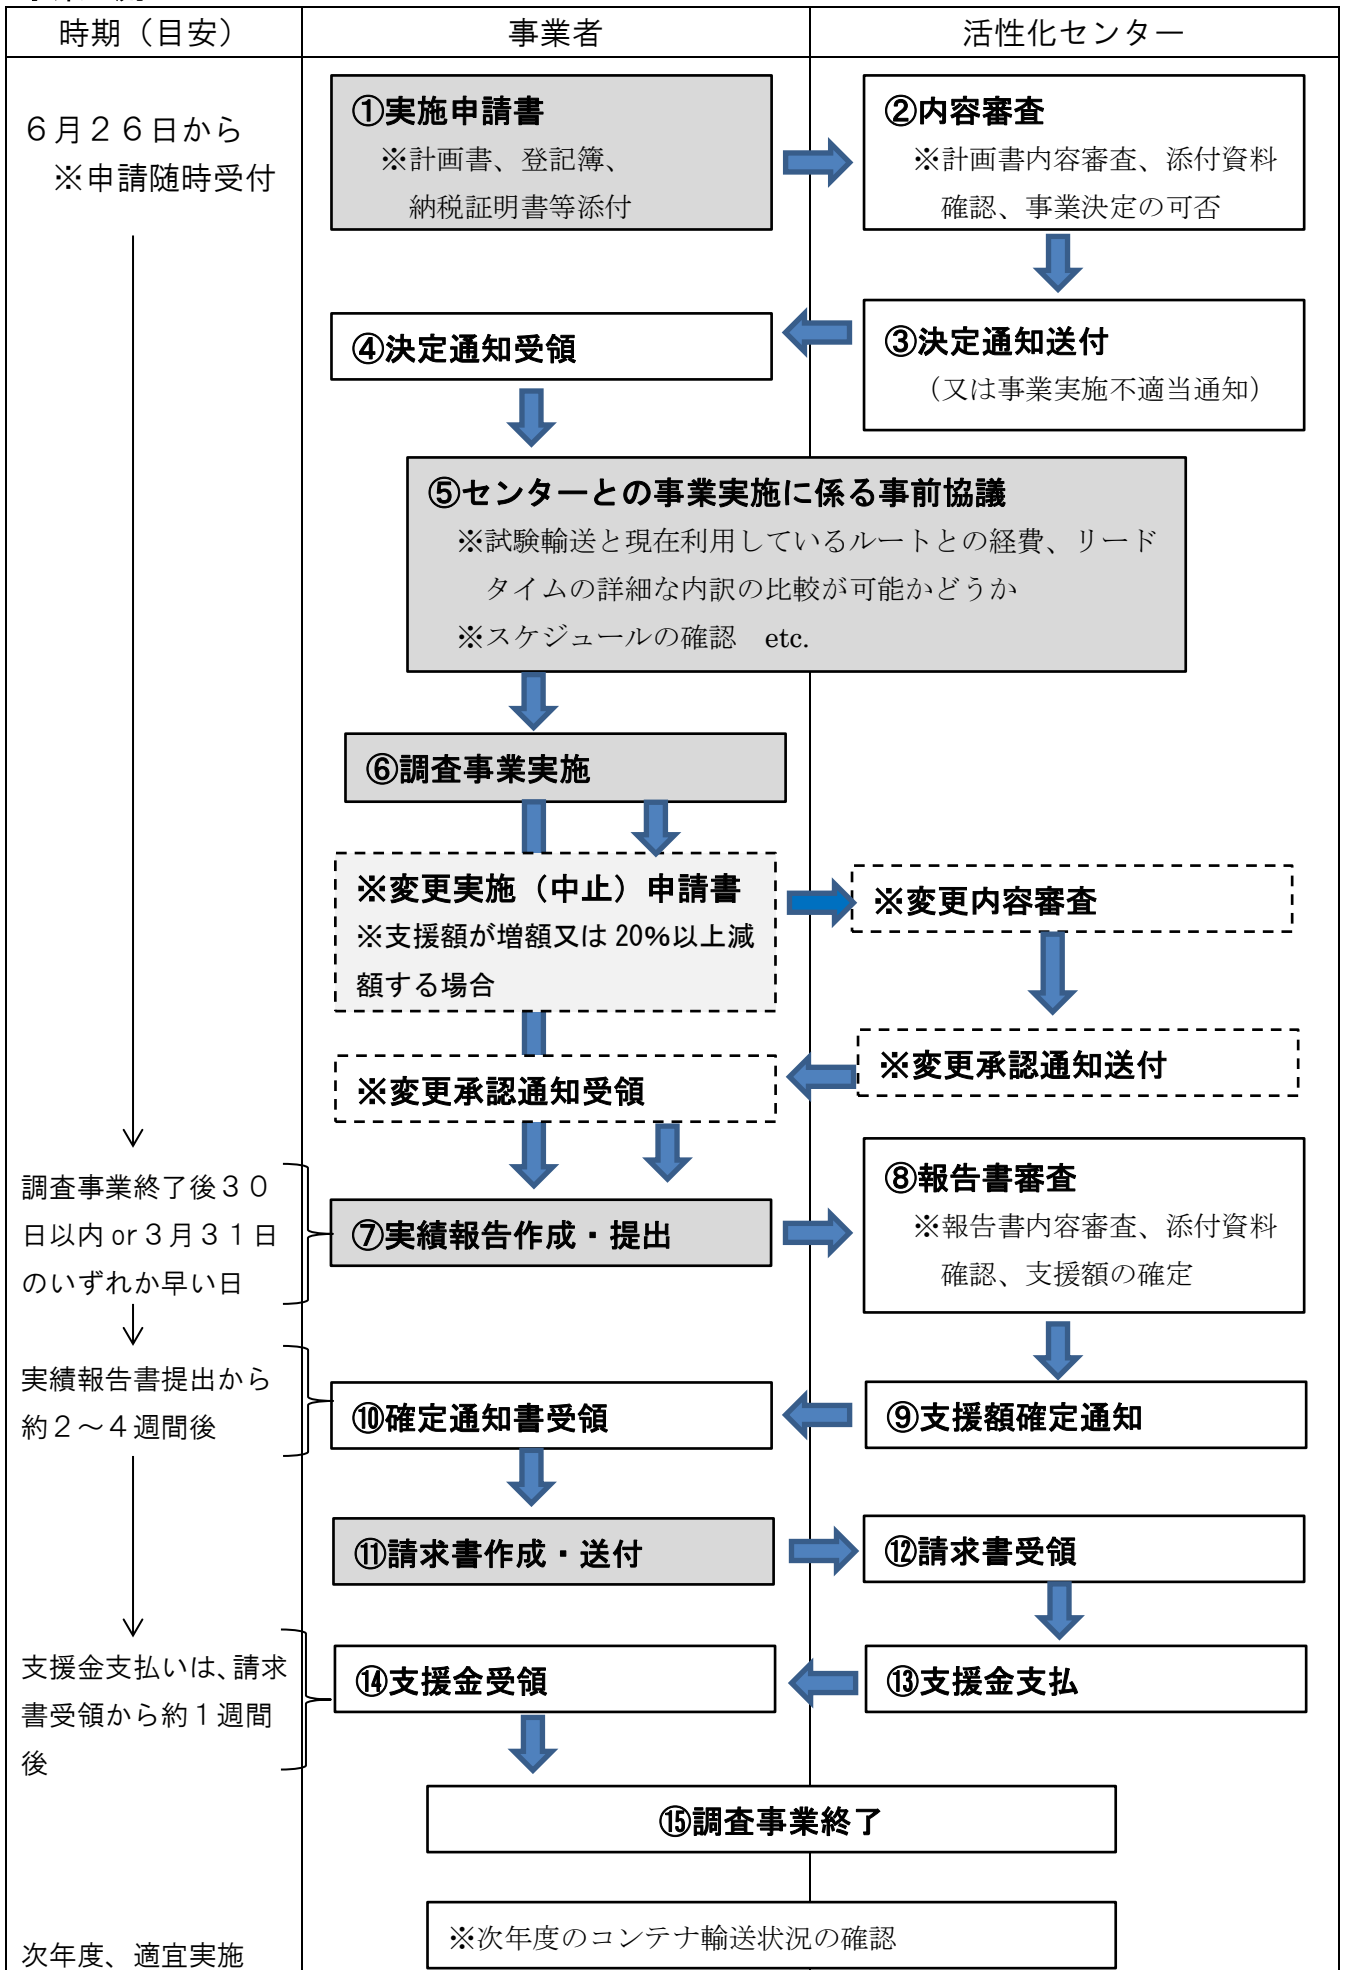 時期（目安）
事業者
活性化センター
６月２６日から
※申請随時受付
①実施申請書
※計画書、登記簿、
納税証明書等添付
②内容審査
※計画書内容審査、添付資料
確認、事業決定の可否
③決定通知送付
（又は事業実施不適当通知）
④決定通知受領
⑤センターとの事業実施に係る事前協議
※試験輸送と現在利用しているルートとの経費、リード
タイムの詳細な内訳の比較が可能かどうか
※スケジュールの確認　etc.
⑥調査事業実施
※変更実施（中止）申請書
※支援額が増額又は 20%以上減
額する場合
※変更内容審査
※変更承認通知送付
※変更承認通知受領
調査事業終了後３０
日以内 or３月３１日
のいずれか早い日
⑦実績報告作成・提出
⑧報告書審査
※報告書内容審査、添付資料
確認、支援額の確定
実績報告書提出から
約２～４週間後
⑩確定通知書受領
⑨支援額確定通知
⑪請求書作成・送付
⑫請求書受領
支援金支払いは、請求
書受領から約１週間
後
⑭支援金受領
⑬支援金支払
⑮調査事業終了
※次年度のコンテナ輸送状況の確認
次年度、適宜実施